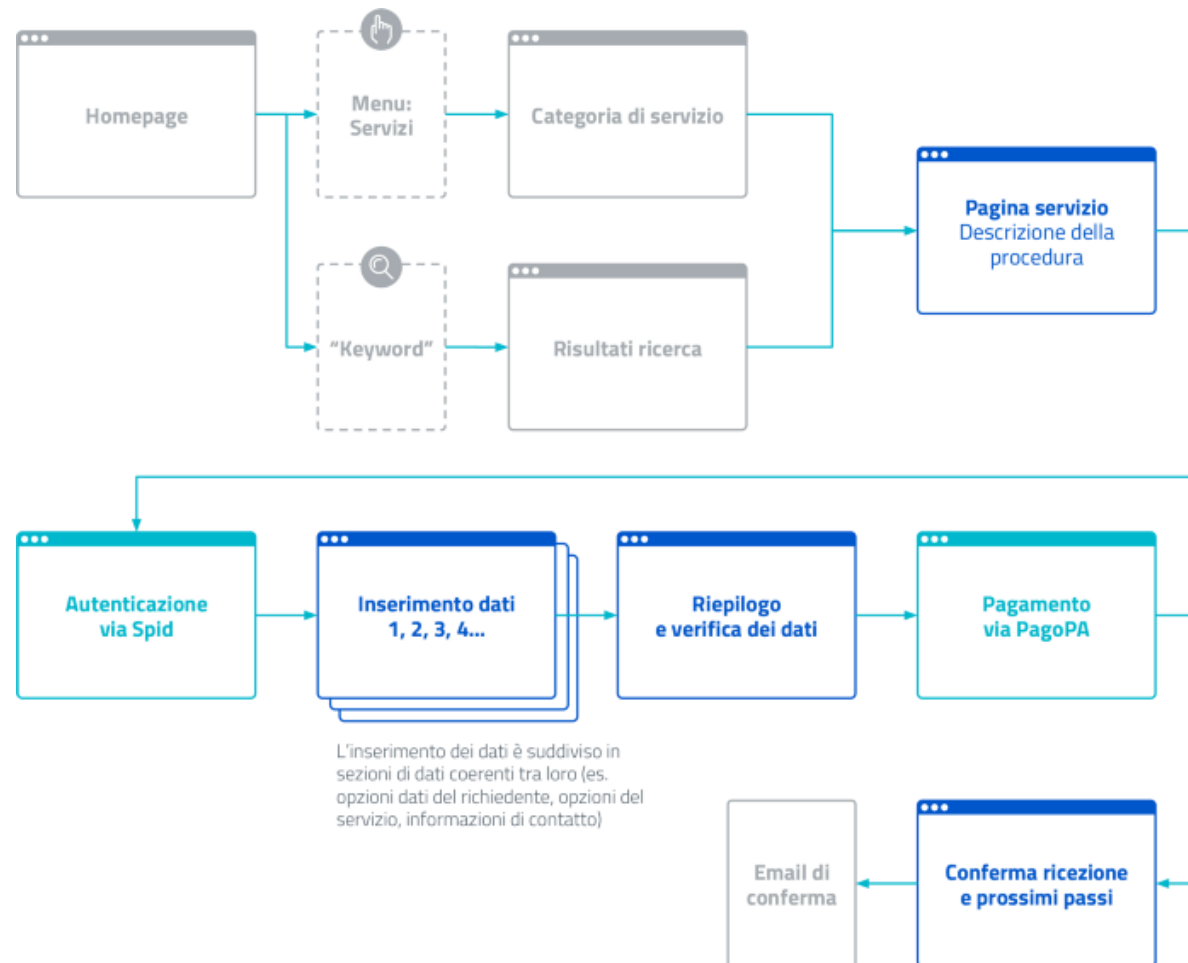 Homepage
Menu:
Servizi
Categoria di servizio
Pagina servizio
Descrizione della
procedura
“Keyword”
Risultati ricerca
Autenticazione
via Spid
Inserimento dati
1, 2, 3, 4...
Riepilogo
e verifica dei dati
Pagamento
via PagoPA
L'inserimento dei dati è suddiviso in
sezioni di dati coerenti tra loro (es.
opzioni dati del richiedente, opzioni del
servizio, informazioni di contatto)
Email di
conferma
Conferma ricezione
e prossimi passi